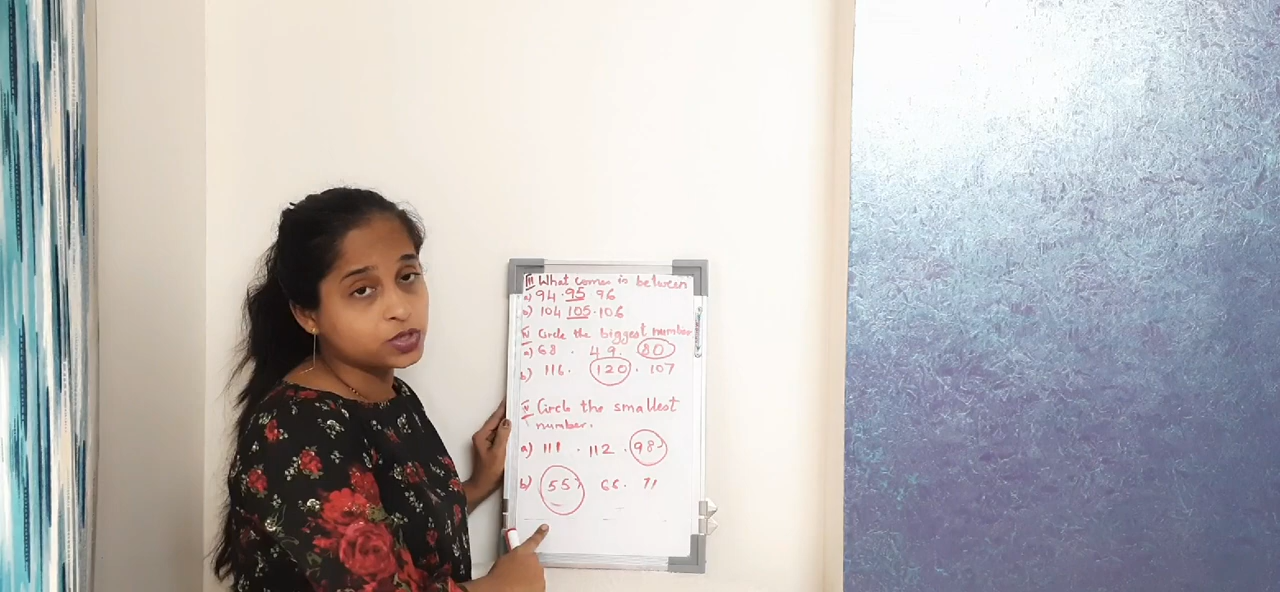 III What comes is between
a) 94 . 95 96
b) 104 105 . 106
IV Circle the biggest number
a) 68 . 49 . 80
b) 116 . 120 . 107
V Circle the smallest
number.
a) 111 . 112 . 98
b) 55, 66 . 71